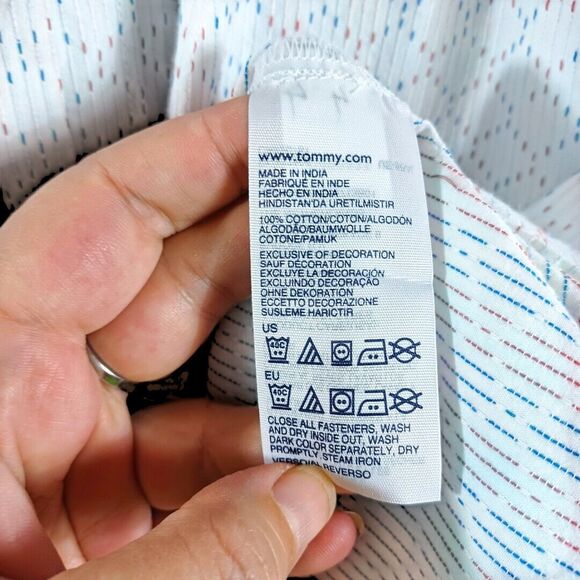 www.tommy.com
MADE IN INDIA
FABRIQUÉ EN INDE
HECHO EN INDIA
HINDISTAN'DA ÜRETILMISTIR
100% COTTON/COTON/ALGODÓN
ALGODÃO/BAUMWOLLE
COTONE/PAMUK
EXCLUSIVE OF DECORATION
SAUF DÉCORATION
EXCLUYE LA DECORACIÓN
EXCLUINDO DECORAÇÃO
OHNE DEKORATION
ECCETTO DECORAZIONE
SUSLEME HARICTIR
US
40C
EU
40C
CLOSE ALL FASTENERS, WASH
AND DRY INSIDE OUT, WASH
DARK COLOR SEPARATELY, DRY
PROMPTLY, STEAM IRON
REVERSO